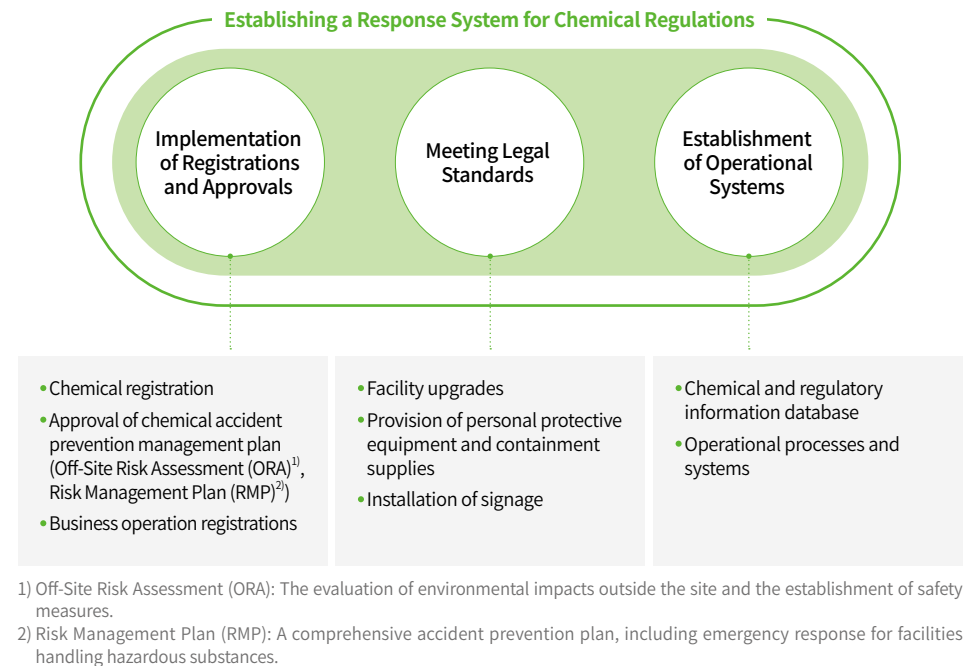 Establishing a Response System for Chemical Regulations
Implementation
of Registrations
and Approvals
Meeting Legal
Standards
Establishment
of Operational
Systems
•Chemical registration
•Approval of chemical accident
prevention management plan
(Off-Site Risk Assessment (ORA)1),
Risk Management Plan (RMP)2))
•Business operation registrations
•Facility upgrades
•Provision of personal protective
equipment and containment
supplies
•Installation of signage
•Chemical and regulatory
information database
•Operational processes and
systems
1) Off-Site Risk Assessment (ORA): The evaluation of environmental impacts outside the site and the establishment of safety
measures.
2) Risk Management Plan (RMP): A comprehensive accident prevention plan, including emergency response for facilities
handling hazardous substances.